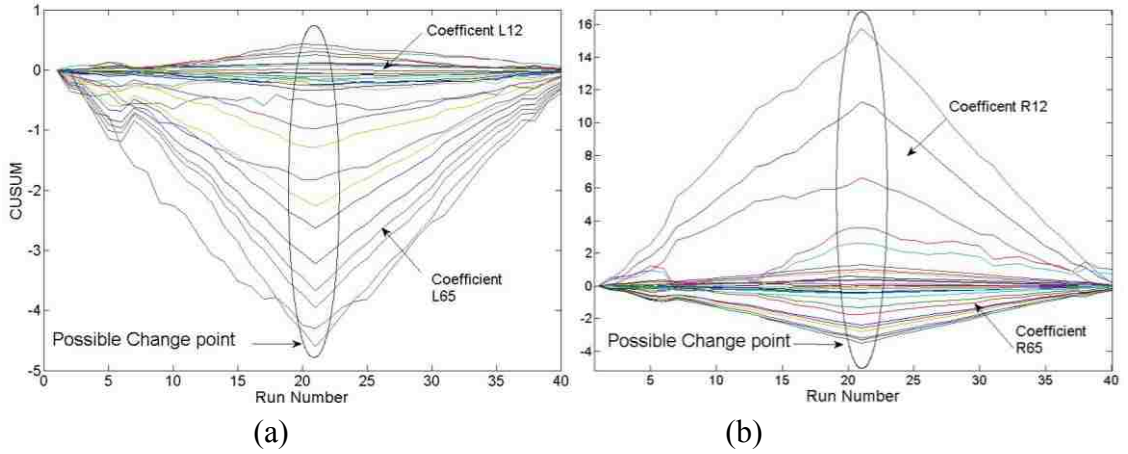 1
0
-1
-2
-3
-4
-5
CUSUM
0
5
10
15
20
25
30
35
40
Run Number
Coefficent L12
Coefficient
L65
Possible Change point
(a)
16
14
12
10
8
6
4
2
0
-2
-4
5
10
15
20
25
30
35
40
Run Number
Coefficent R12
Coefficient
R65
Possible Change point
(b)